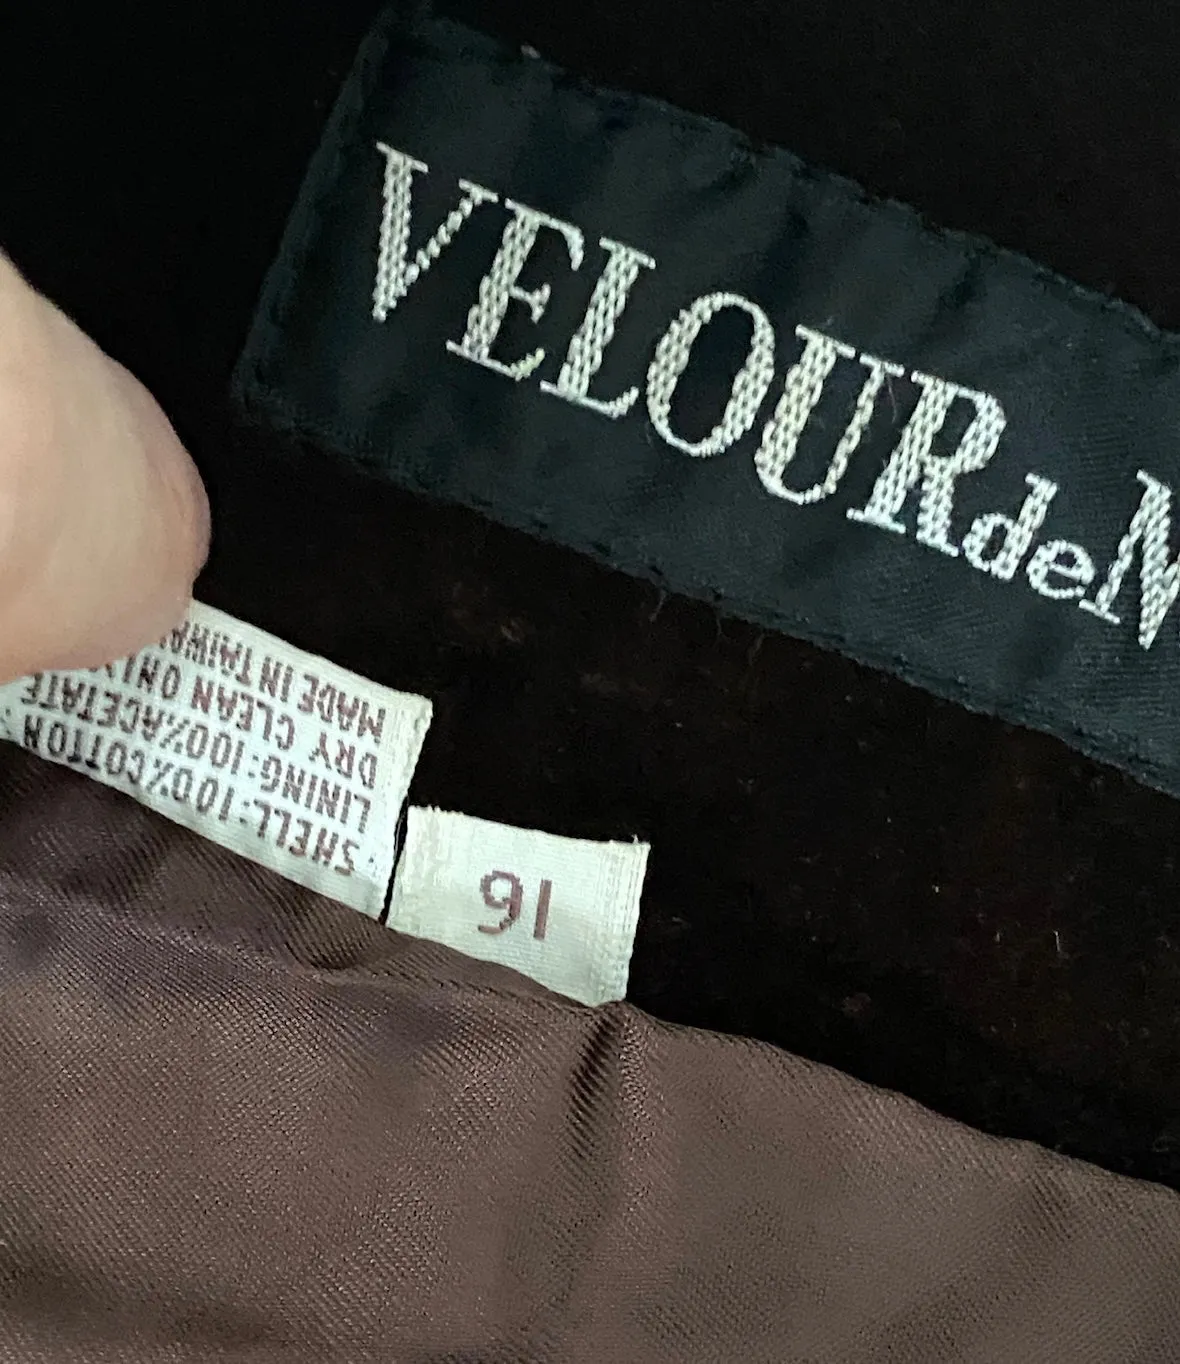 VELOURde
SHELL:100%COTTON
LINING:100%ACETATE
DRY CLEAN ONLY
MADE IN TAIWAN
16